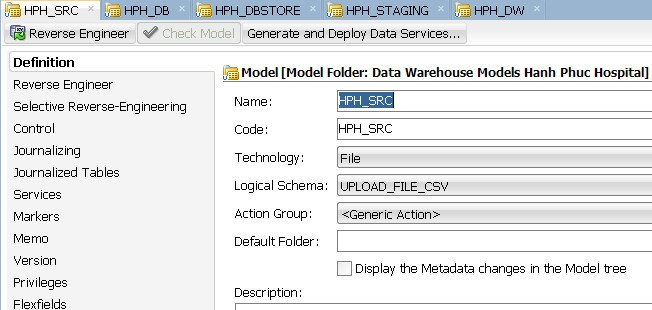 HPH_SRC HPH_DB HPH_DBSTORE HPH_STAGING HPH_DW
Reverse Engineer Check Model Generate and Deploy Data Services...
Definition
Reverse Engineer
Selective Reverse-Engineering
Control
Journalizing
Journalized Tables
Services
Markers
Memo
Version
Privileges
Flexfields
Model [Model Folder: Data Warehouse Models Hanh Phuc Hospital]
Name: HPH_SRC
Code: HPH_SRC
Technology: File
Logical Schema: UPLOAD_FILE_CSV
Action Group: <Generic Action>
Default Folder:
Display the Metadata changes in the Model tree
Description: